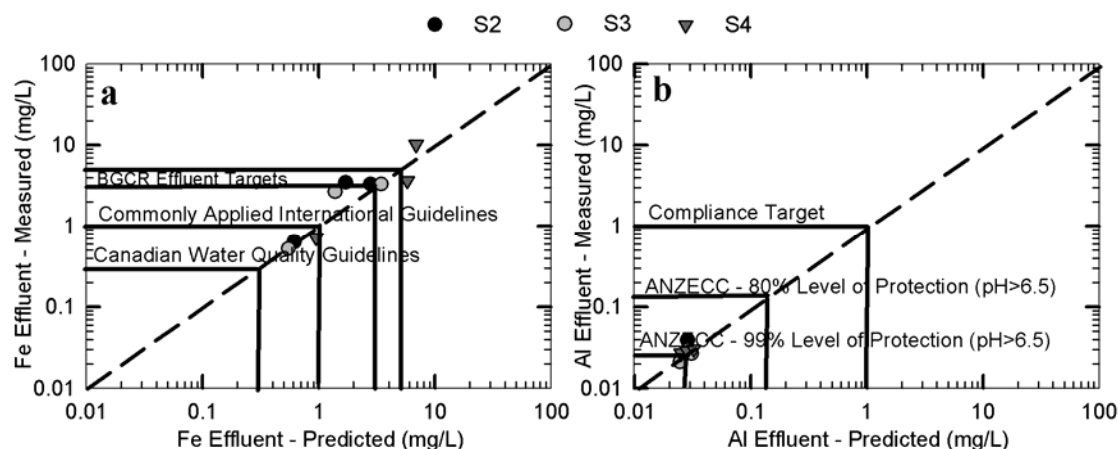 S2 S3 S4
a
100
10
1
0.1
0.01
Fe Effluent - Measured (mg/L)
BGCR Effluent Targets
Commonly Applied International Guidelines
Canadian Water Quality Guidelines
0.01 0.1 1 10 100
Fe Effluent - Predicted (mg/L)
b
100
10
1
0.1
0.01
Al Effluent - Measured (mg/L)
Compliance Target
ANZECC - 80% Level of Protection (pH>6.5)
ANZECC - 99% Level of Protection (pH>6.5)
0.01 0.1 1 10 100
Al Effluent - Predicted (mg/L)